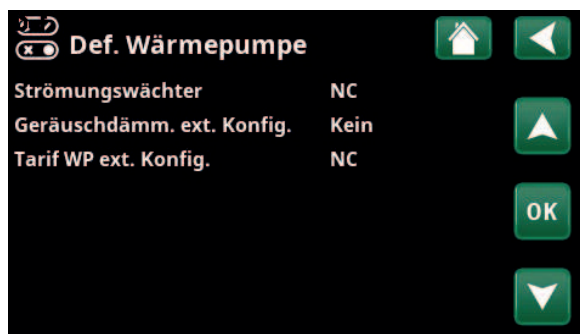 Def. Wärmepumpe
Strömungswächter NC
Geräuschdämm. ext. Konfig. Kein
Tarif WP ext. Konfig. NC
OK